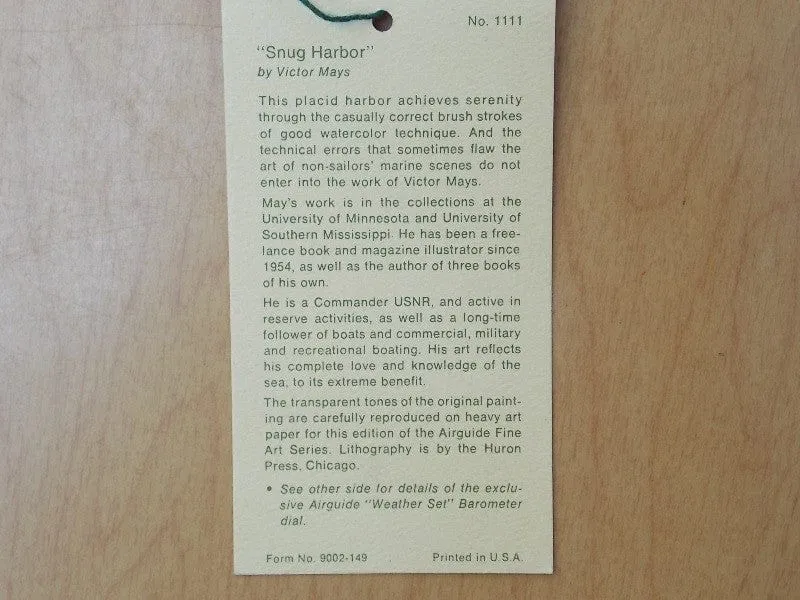 No. 1111
"Snug Harbor"
by Victor Mays
This placid harbor achieves serenity
through the casually correct brush strokes
of good watercolor technique. And the
technical errors that sometimes flaw the
art of non-sailors' marine scenes do not
enter into the work of Victor Mays.
May's work is in the collections at the
University of Minnesota and University of
Southern Mississippi. He has been a free-
lance book and magazine illustrator since
1954, as well as the author of three books
of his own.
He is a Commander USNR, and active in
reserve activities, as well as a long-time
follower of boats and commercial, military
and recreational boating. His art reflects
his complete love and knowledge of the
sea, to its extreme benefit.
The transparent tones of the original paint-
ing are carefully reproduced on heavy art
paper for this edition of the Airguide Fine
Art Series. Lithography is by the Huron
Press, Chicago.
• See other side for details of the exclu-
sive Airguide "Weather Set" Barometer
dial.
Form No. 9002-149 Printed in U.S.A.